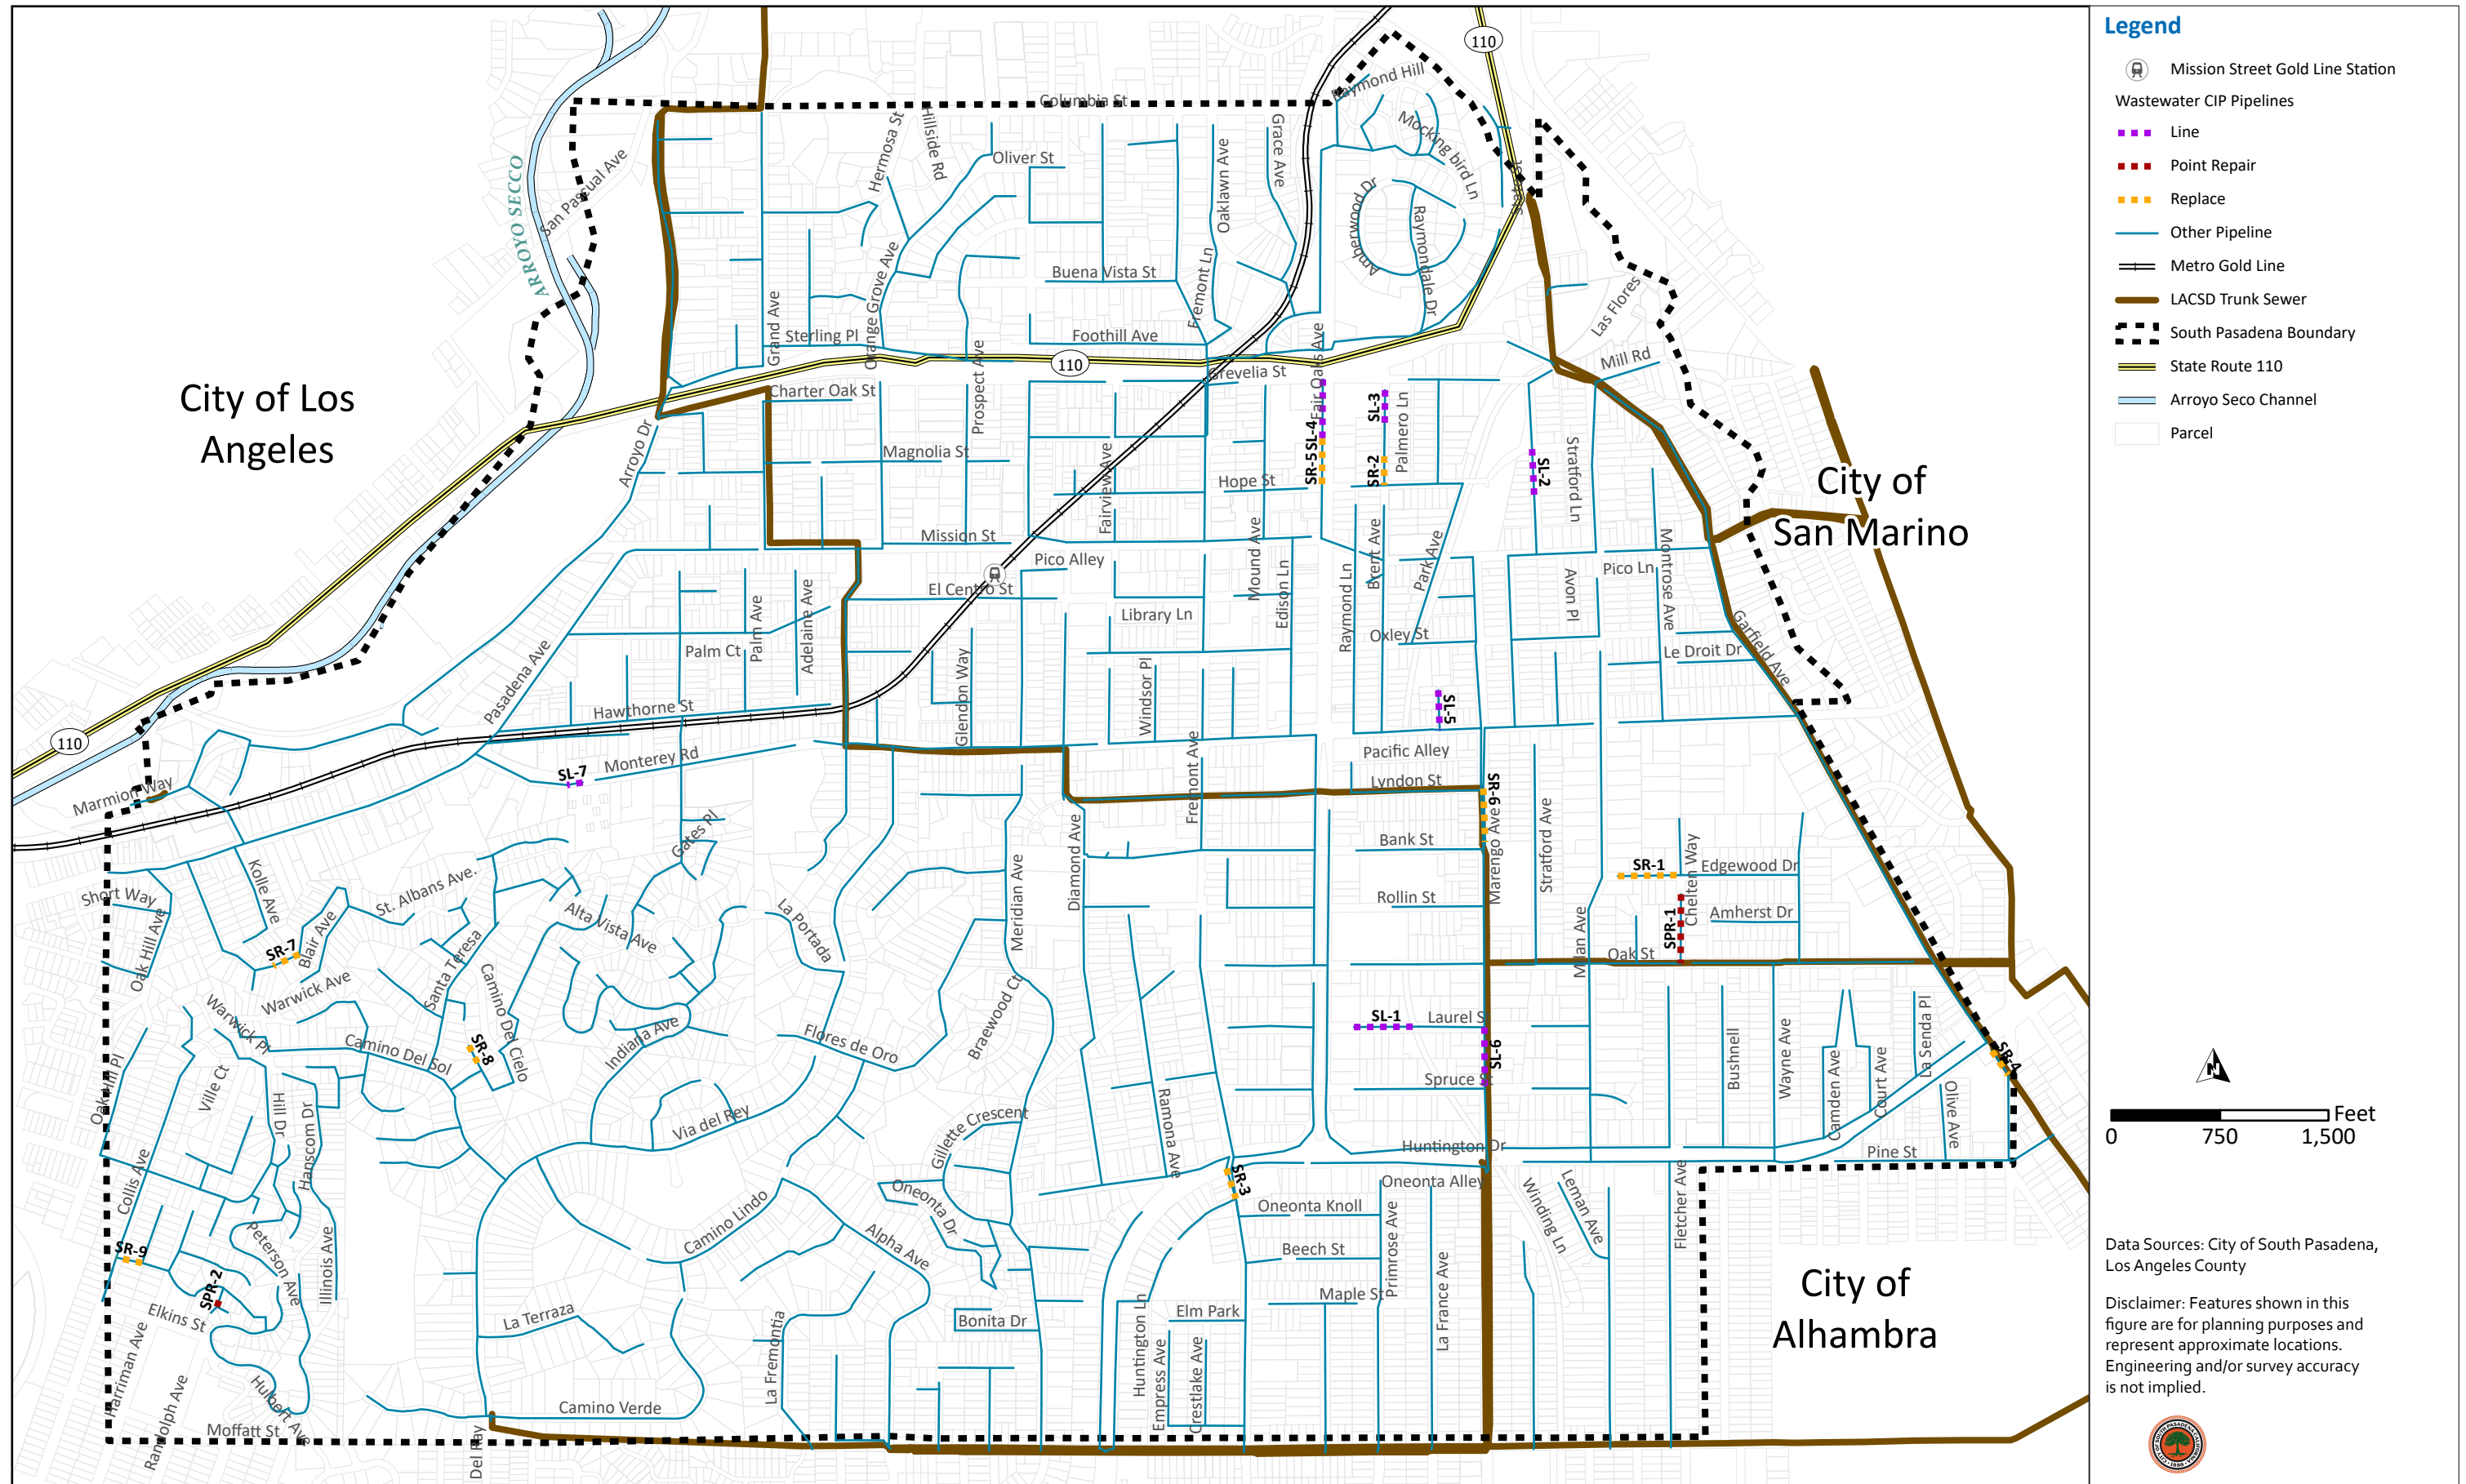 Legend
Mission Street Gold Line Station
Wastewater CIP Pipelines
Line
Point Repair
Replace
Other Pipeline
Metro Gold Line
LACSD Trunk Sewer
South Pasadena Boundary
State Route 110
Arroyo Seco Channel
Parcel
N
Feet
0 750 1,500
Data Sources: City of South Pasadena,
Los Angeles County
Disclaimer: Features shown in this
figure are for planning purposes and
represent approximate locations.
Engineering and/or survey accuracy
is not implied.
City of Los
Angeles
City of
San Marino
City of
Alhambra
ARROYO SECCO
110
110
110
San Pascual Ave
Columbia St
Raymond Hill
Hermosa St
Hillside Rd
Oliver St
Oaklawn Ave
Grace Ave
Mocking bird Ln
Amberwood Dr
Raymondale Dr
Buena Vista St
Fremont Ln
Foothill Ave
Grand Ave
Sterling Pl
Orange Grove Ave
Prospect Ave
Charter Oak St
Grevelia St
Fair Oaks Ave
Las Flores
Mill Rd
Arroyo Dr
Magnolia St
Fairview Ave
Hope St
SL-4
SR-5
SL-3
SR-2
Palmero Ln
SL-2
Stratford Ln
Mission St
Pico Alley
El Centro St
Mound Ave
Edison Ln
Library Ln
Raymond Ln
Brent Ave
Park Ave
Oxley St
Avon Pl
Pico Ln
Montrose Ave
Le Droit Dr
Garfield Ave
Palm Ave
Adelaine Ave
Palm Ct
Pasadena Ave
Hawthorne St
Glendon Way
Windsor Pl
SL-5
Monterey Rd
SL-7
Pacific Alley
Lyndon St
SR-6
Marmion Way
Gates Pl
Fremont Ave
Diamond Ave
Meridian Ave
Bank St
Marengo Ave
Stratford Ave
Rollin St
SR-1
Chelten Way
Edgewood Dr
Amherst Dr
SPR-1
Oak St
Milan Ave
Short Way
Kolle Ave
Oak Hill Ave
SR-7
Blair Ave
St. Albans Ave.
Alta Vista Ave
La Portada
Santa Teresa
Camino Del Cielo
Warwick Ave
Warwick Pl
Camino Del Sol
SR-8
Indiana Ave
Flores de Oro
Braewood Ct
SL-1
Laurel S
SL-6
Spruce
Bushnell
Wayne Ave
Camden Ave
Court Ave
La Senda Pl
Olive Ave
SR-4
Oak Hill Pl
Ville Ct
Hill Dr
Hanscom Dr
Via del Rey
Gillette Crescent
Ramona Ave
Huntington Dr
Pine St
Collis Ave
SR-9
SPR-2
Elkins St
Peterson Ave
Illinois Ave
Camino Lindo
Alpha Ave
Oneonta Dr
SR-3
Oneonta Alley
Oneonta Knoll
Beech St
Maple St
Primrose Ave
La France Ave
Winding Ln
Leman Ave
Fletcher Ave
Elm Park
Huntington Ln
Empress Ave
Crestlake Ave
Bonita Dr
La Fremontia
La Terraza
Camino Verde
Harriman Ave
Randolph Ave
Hulbert Ave
Moffatt St
Del Ray